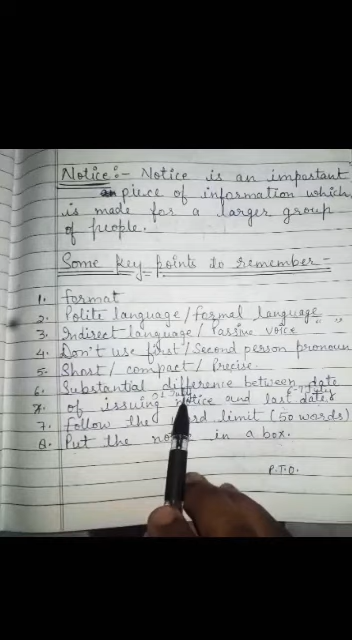 Notice:- Notice is an important
piece of information which
is made for a larger group
of people.
Some key points to remember -
1. Format
2. Polite language/formal language
3. Indirect language/Passive voice
4. Don't use first/Second person pronoun
5. Short/compact/Precise.
6. Substantial difference between date
of issuing notice and last date
7. Follow the limit (50 words)
8. Put the in a box.
P.T.O.